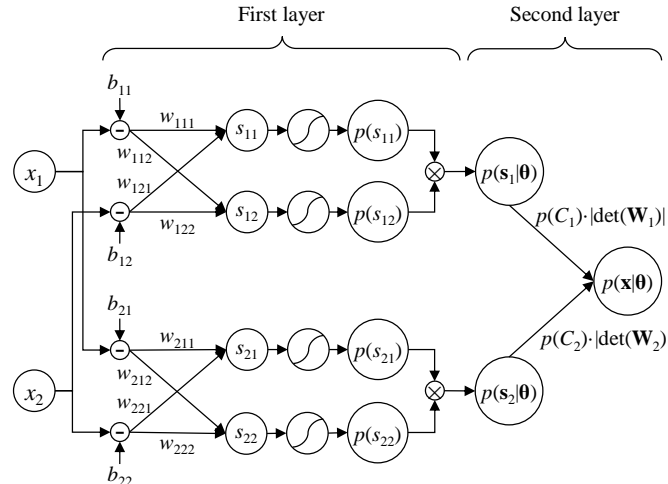 First layer
Second layer
b₁₁
-
w₁₁₁
s₁₁
p(s₁₁)
w₁₁₂
x₁
w₁₂₁
×
p(s₁|θ)
-
w₁₂₂
s₁₂
p(s₁₂)
b₁₂
p(C₁)·|det(W₁)|
p(x|θ)
b₂₁
-
w₂₁₁
s₂₁
p(s₂₁)
p(C₂)·|det(W₂)
w₂₁₂
x₂
w₂₂₁
×
p(s₂|θ)
-
w₂₂₂
s₂₂
p(s₂₂)
b₂₂